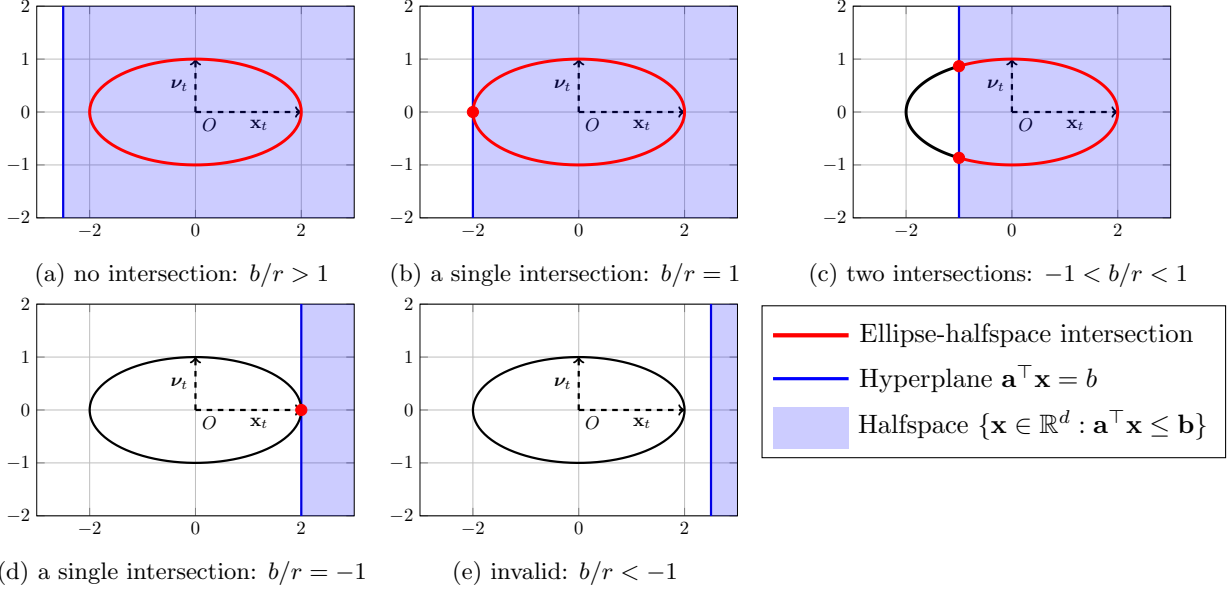 2
1
0
−1
−2
−2
0
2
ν_t
O
x_t
(a) no intersection: b/r > 1
2
1
0
−1
−2
−2
0
2
ν_t
O
x_t
(b) a single intersection: b/r = 1
2
1
0
−1
−2
−2
0
2
ν_t
O
x_t
(c) two intersections: −1 < b/r < 1
2
1
0
−1
−2
−2
0
2
ν_t
O
x_t
(d) a single intersection: b/r = −1
2
1
0
−1
−2
−2
0
2
ν_t
O
x_t
(e) invalid: b/r < −1
Ellipse-halfspace intersection
Hyperplane a^⊤x = b
Halfspace {x ∈ ℝ^d : a^⊤x ≤ b}